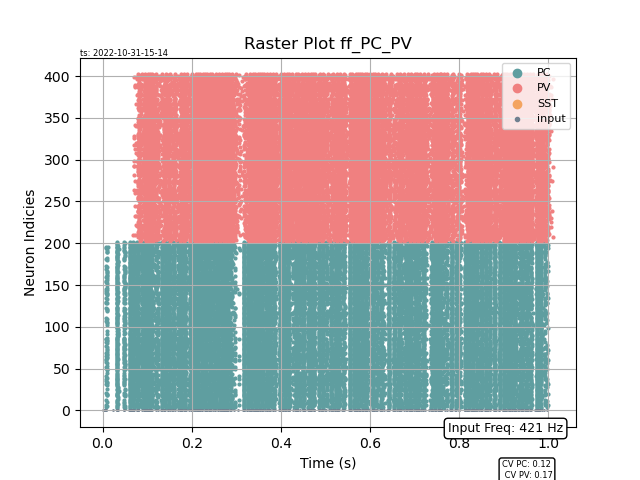 Raster Plot ff_PC_PV
ts: 2022-10-31-15-14
PC
PV
SST
input
400
350
300
250
200
150
100
50
0
Neuron Indicies
0.0 0.2 0.4 0.6 0.8 1.0
Input Freq: 421 Hz
Time (s)
CV PC: 0.12
CV PV: 0.17